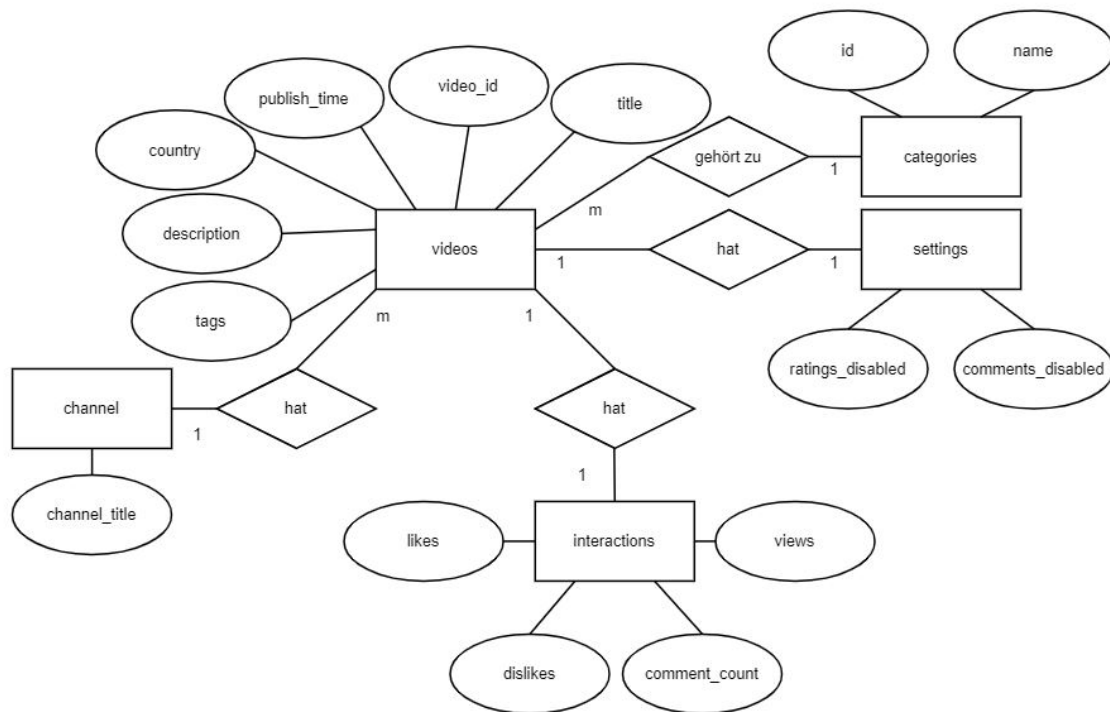 id
name
video_id
publish_time
title
country
gehört zu
categories
1
m
description
videos
hat
settings
1
1
tags
m
1
ratings_disabled
comments_disabled
channel
hat
hat
1
1
channel_title
likes
interactions
views
dislikes
comment_count